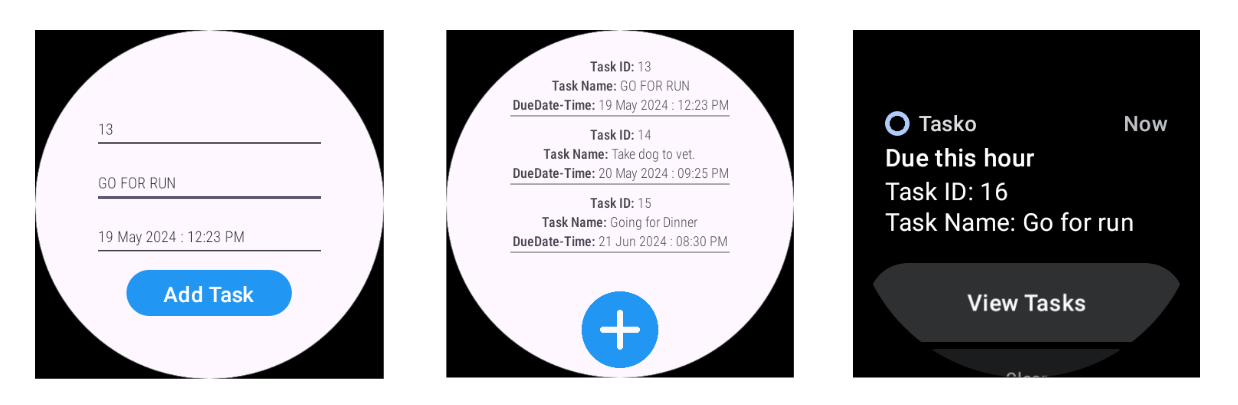 13
GO FOR RUN
19 May 2024 : 12:23 PM
Add Task
Task ID: 13
Task Name: GO FOR RUN
DueDate-Time: 19 May 2024 : 12:23 PM
Task ID: 14
Task Name: Take dog to vet.
DueDate-Time: 20 May 2024 : 09:25 PM
Task ID: 15
Task Name: Going for Dinner
DueDate-Time: 21 Jun 2024 : 08:30 PM
Tasko Now
Due this hour
Task ID: 16
Task Name: Go for run
View Tasks